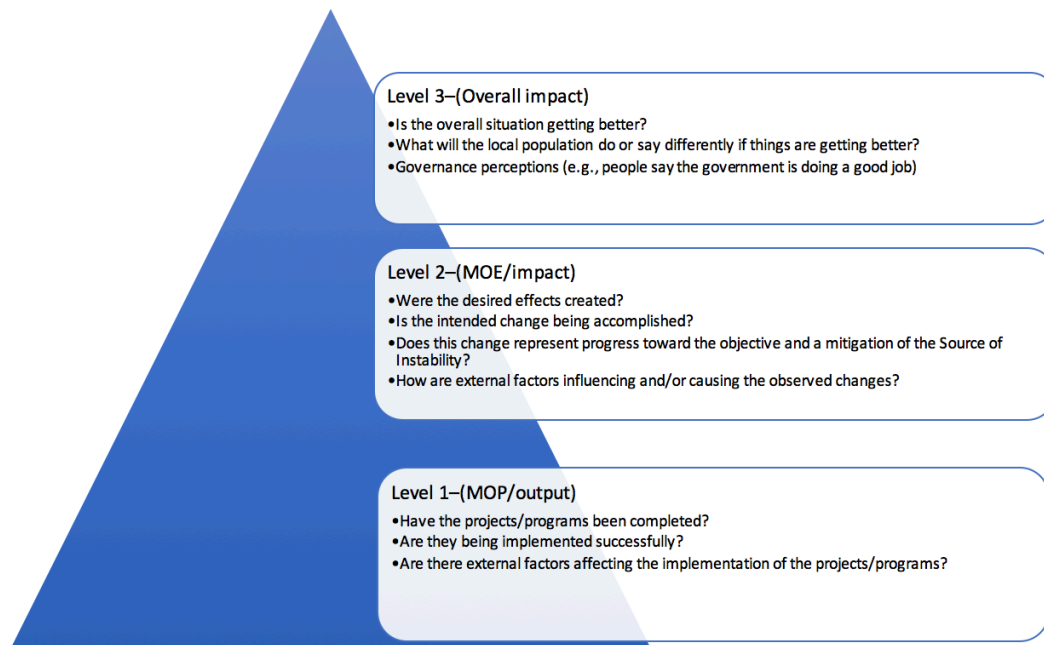 Level 3–(Overall impact)
•Is the overall situation getting better?
•What will the local population do or say differently if things are getting better?
•Governance perceptions (e.g., people say the government is doing a good job)
Level 2–(MOE/impact)
•Were the desired effects created?
•Is the intended change being accomplished?
•Does this change represent progress toward the objective and a mitigation of the Source of
Instability?
•How are external factors influencing and/or causing the observed changes?
Level 1–(MOP/output)
•Have the projects/programs been completed?
•Are they being implemented successfully?
•Are there external factors affecting the implementation of the projects/programs?